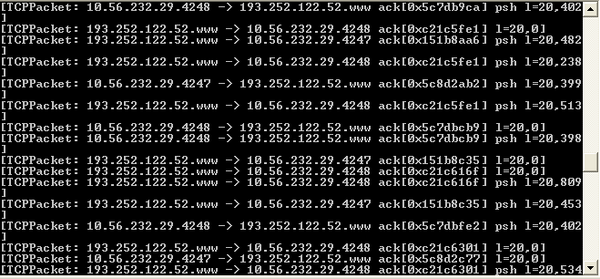 [TCPPacket: 10.56.232.29.4248 -> 193.252.122.52.www ack[0x5c7db9ca] psh l=20,402
]
[TCPPacket: 193.252.122.52.www -> 10.56.232.29.4248 ack[0xc21c5fe1] l=20,0]
[TCPPacket: 193.252.122.52.www -> 10.56.232.29.4247 ack[0x151b8aa6] psh l=20,482
]
[TCPPacket: 193.252.122.52.www -> 10.56.232.29.4248 ack[0xc21c5fe1] psh l=20,238
]
[TCPPacket: 10.56.232.29.4247 -> 193.252.122.52.www ack[0x5c8d2ab2] psh l=20,399
]
[TCPPacket: 193.252.122.52.www -> 10.56.232.29.4248 ack[0xc21c5fe1] psh l=20,513
]
[TCPPacket: 10.56.232.29.4248 -> 193.252.122.52.www ack[0x5c7dbcb9] l=20,0]
[TCPPacket: 10.56.232.29.4248 -> 193.252.122.52.www ack[0x5c7dbcb9] psh l=20,398
]
[TCPPacket: 193.252.122.52.www -> 10.56.232.29.4247 ack[0x151b8c35] l=20,0]
[TCPPacket: 193.252.122.52.www -> 10.56.232.29.4248 ack[0xc21c616f] l=20,0]
[TCPPacket: 193.252.122.52.www -> 10.56.232.29.4248 ack[0xc21c616f] psh l=20,809
]
[TCPPacket: 193.252.122.52.www -> 10.56.232.29.4247 ack[0x151b8c35] psh l=20,453
]
[TCPPacket: 10.56.232.29.4248 -> 193.252.122.52.www ack[0x5c7dbfe2] psh l=20,402
]
[TCPPacket: 193.252.122.52.www -> 10.56.232.29.4248 ack[0xc21c6301] l=20,0]
[TCPPacket: 10.56.232.29.4247 -> 193.252.122.52.www ack[0x5c8d2c77] l=20,0]
[TCPPacket: 193.252.122.52.www -> 10.56.232.29.4248 ack[0xc21c6301] psh l=20,534